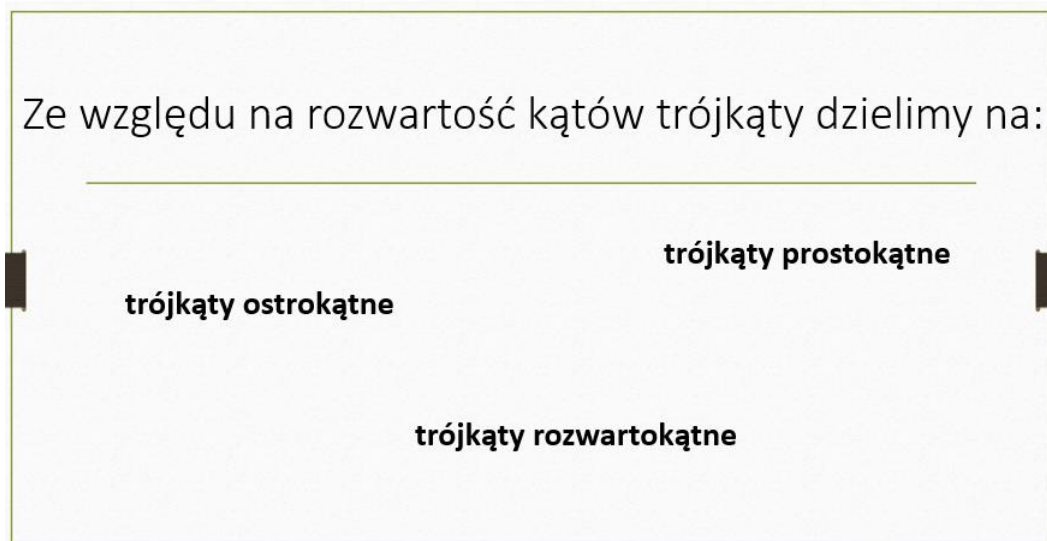 Ze względu na rozwartość kątów trójkąty dzielimy na:
trójkąty prostokątne
trójkąty ostrokątne
trójkąty rozwartokątne